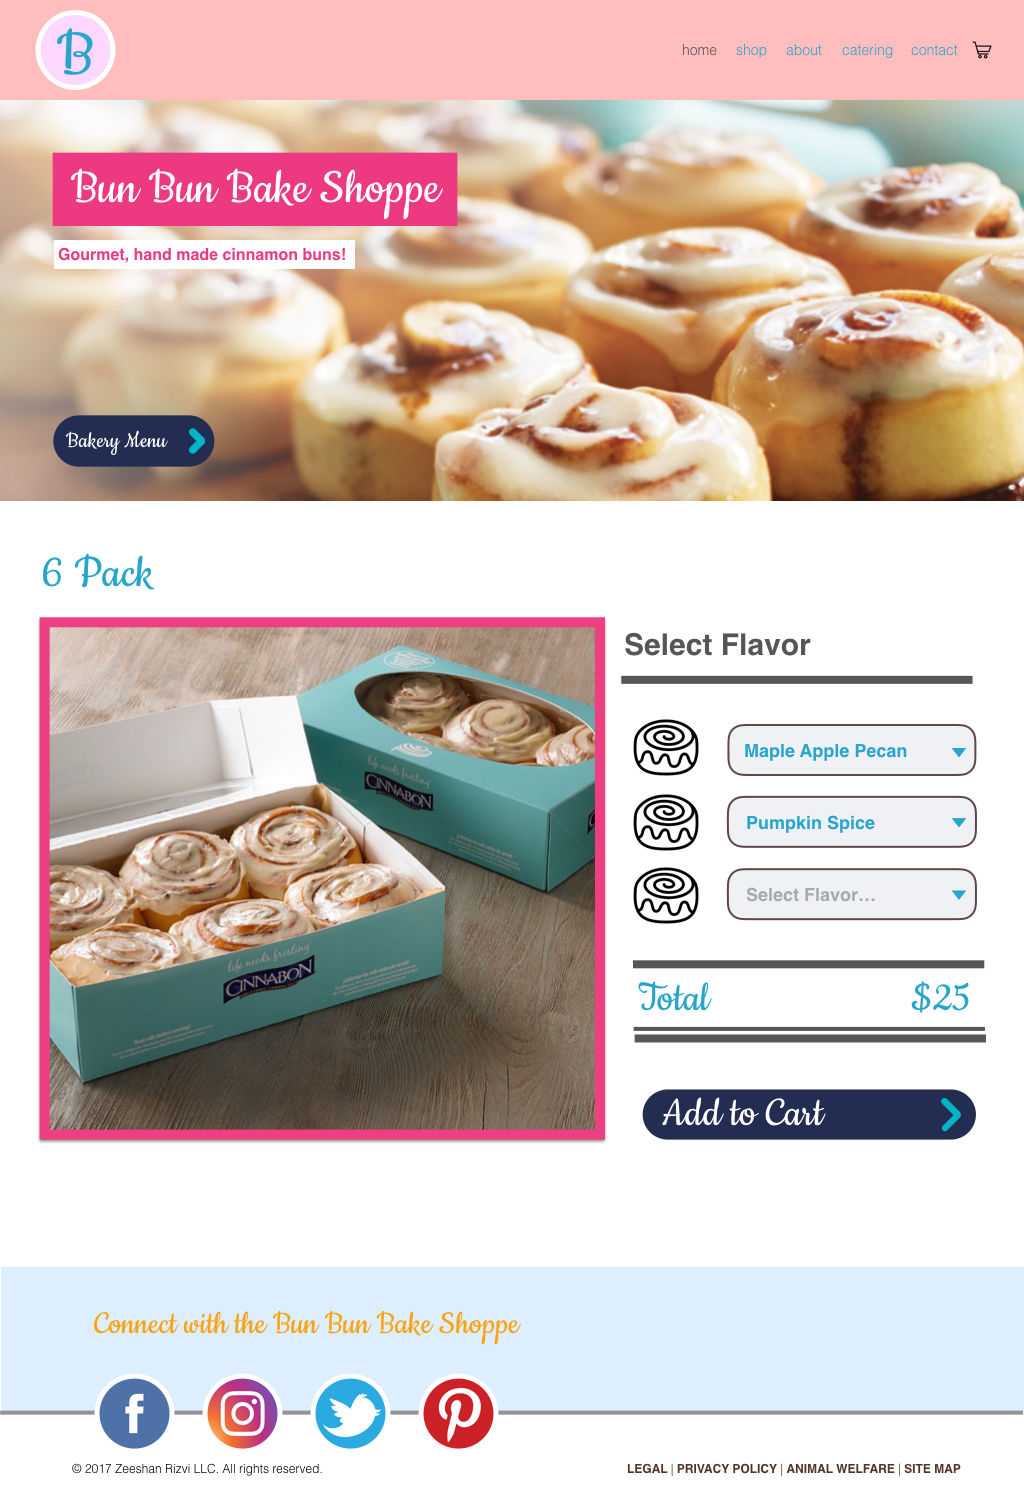 B
home shop about catering contact
Bun Bun Bake Shoppe
Gourmet, hand made cinnamon buns!
Bakery Menu
6 Pack
Select Flavor
life needs frosting™
CINNABON
Maple Apple Pecan
Pumpkin Spice
Select Flavor...
life needs frosting™
CINNABON
Total $25
Add to Cart
Connect with the Bun Bun Bake Shoppe
© 2017 Zeeshan Rizvi LLC. All rights reserved.
LEGAL | PRIVACY POLICY | ANIMAL WELFARE | SITE MAP